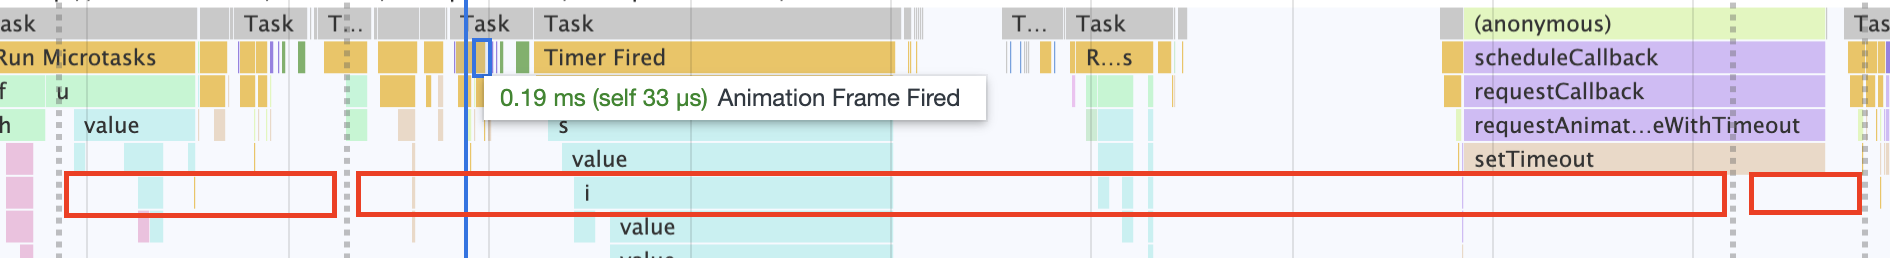 ask Task T... Task Task T... Task (anonymous) Tas
Run Microtasks Timer Fired R...s scheduleCallback
f u 0.19 ms (self 33 μs) Animation Frame Fired requestCallback
h value s requestAnimat...eWithTimeout
value setTimeout
i
value
value